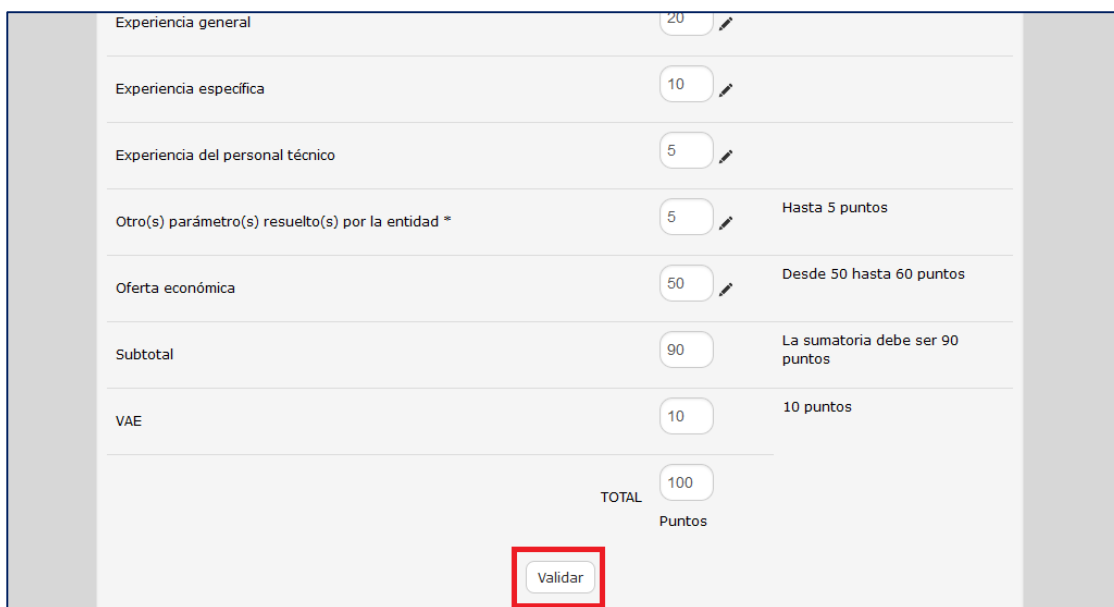 Experiencia general 20
Experiencia específica 10
Experiencia del personal técnico 5
Otro(s) parámetro(s) resuelto(s) por la entidad * 5 Hasta 5 puntos
Oferta económica 50 Desde 50 hasta 60 puntos
Subtotal 90 La sumatoria debe ser 90
puntos
VAE 10 10 puntos
TOTAL 100
Puntos
Validar